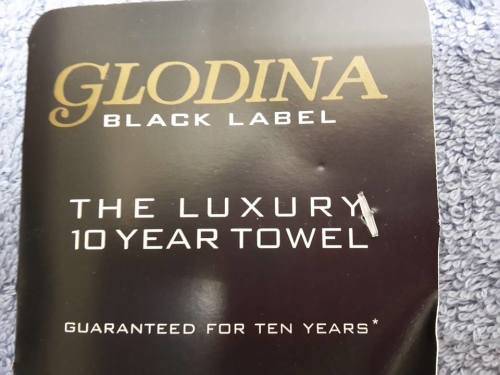 GLODINA
BLACK LABEL
THE LUXURY
10 YEAR TOWEL
GUARANTEED FOR TEN YEARS*